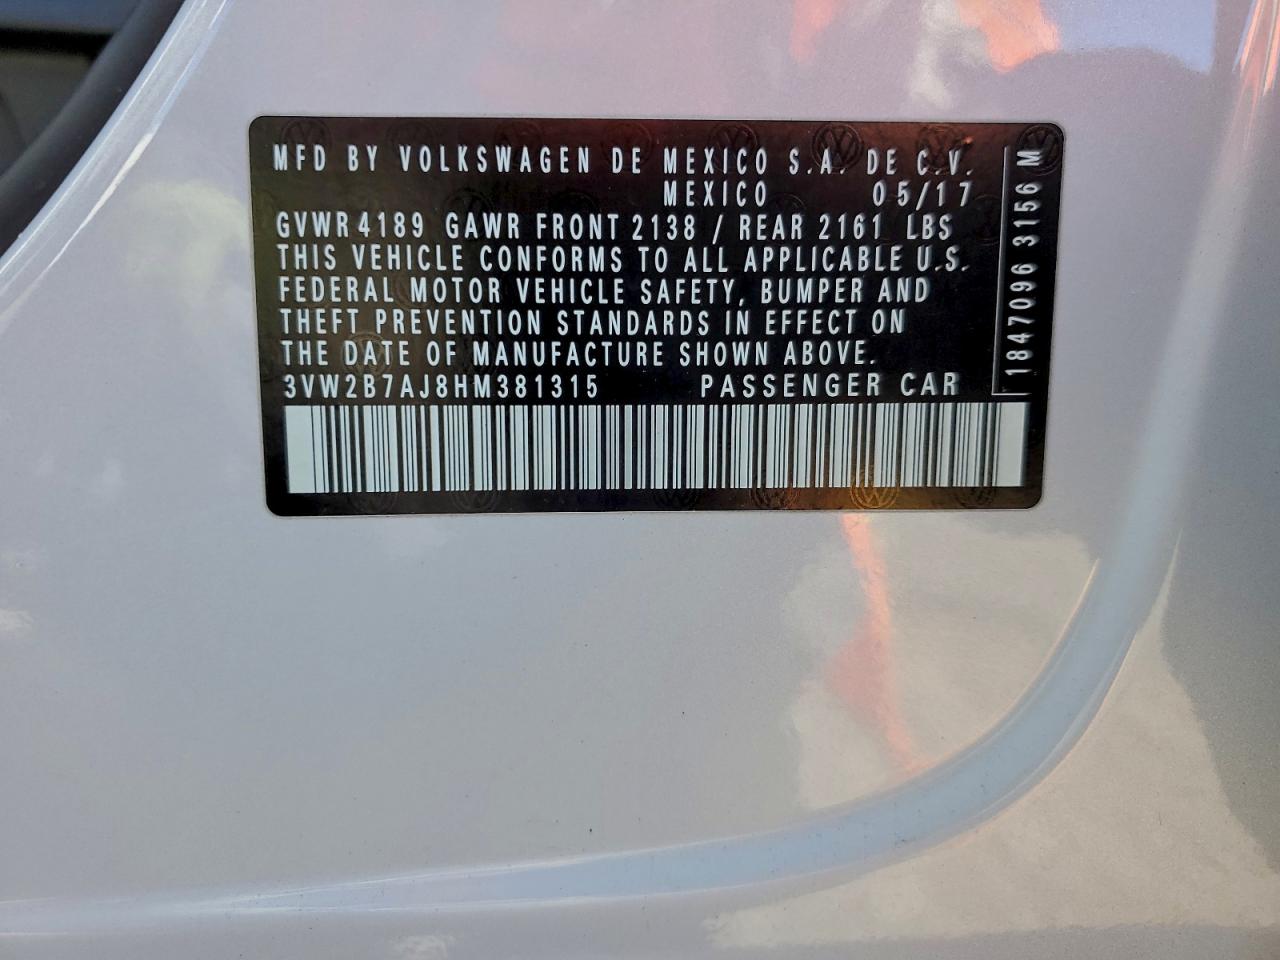 MFD BY VOLKSWAGEN DE MEXICO S.A. DE C.V.
MEXICO 05/17
GVWR 4189 GAWR FRONT 2138 / REAR 2161 LBS
THIS VEHICLE CONFORMS TO ALL APPLICABLE U.S.
FEDERAL MOTOR VEHICLE SAFETY, BUMPER AND
THEFT PREVENTION STANDARDS IN EFFECT ON
THE DATE OF MANUFACTURE SHOWN ABOVE.
3VW2B7AJ8HM381315 PASSENGER CAR
1847096 3156 M